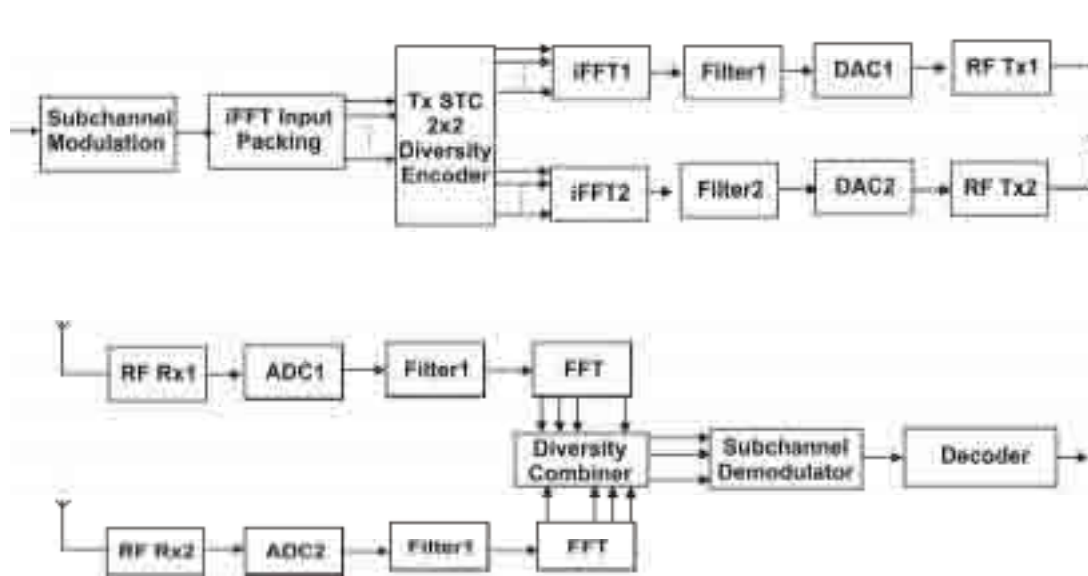 Subchannel
Modulation
iFFT Input
Packing
Tx STC
2x2
Diversity
Encoder
iFFT1
Filter1
DAC1
RF Tx1
iFFT2
Filter2
DAC2
RF Tx2
RF Rx1
ADC1
Filter1
FFT
Diversity
Combiner
Subchannel
Demodulator
Decoder
RF Rx2
ADC2
Filter1
FFT